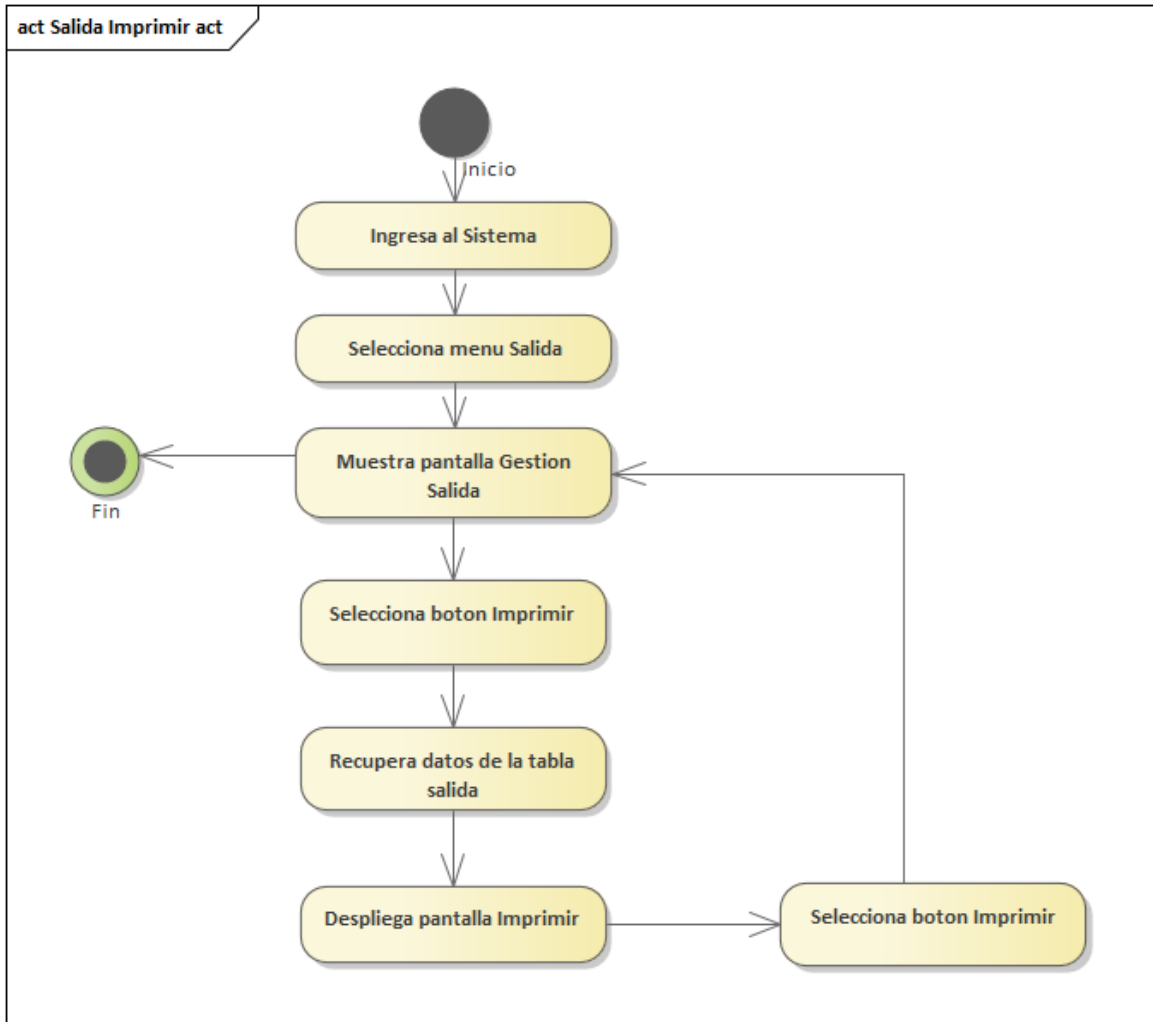 act Salida Imprimir act
Inicio
Ingresa al Sistema
Selecciona menu Salida
Muestra pantalla Gestion
Salida
Fin
Selecciona boton Imprimir
Recupera datos de la tabla
salida
Despliega pantalla Imprimir
Selecciona boton Imprimir